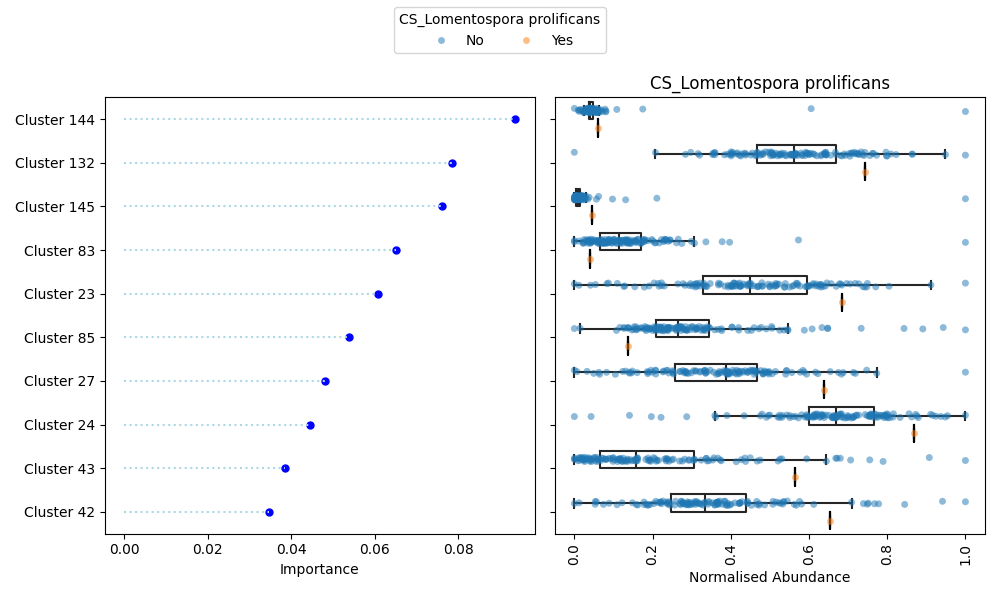 CS_Lomentospora prolificans
No Yes
CS_Lomentospora prolificans
Cluster 144
Cluster 132
Cluster 145
Cluster 83
Cluster 23
Cluster 85
Cluster 27
Cluster 24
Cluster 43
Cluster 42
0.00 0.02 0.04 0.06 0.08
Importance
0.0 0.2 0.4 0.6 0.8 1.0
Normalised Abundance